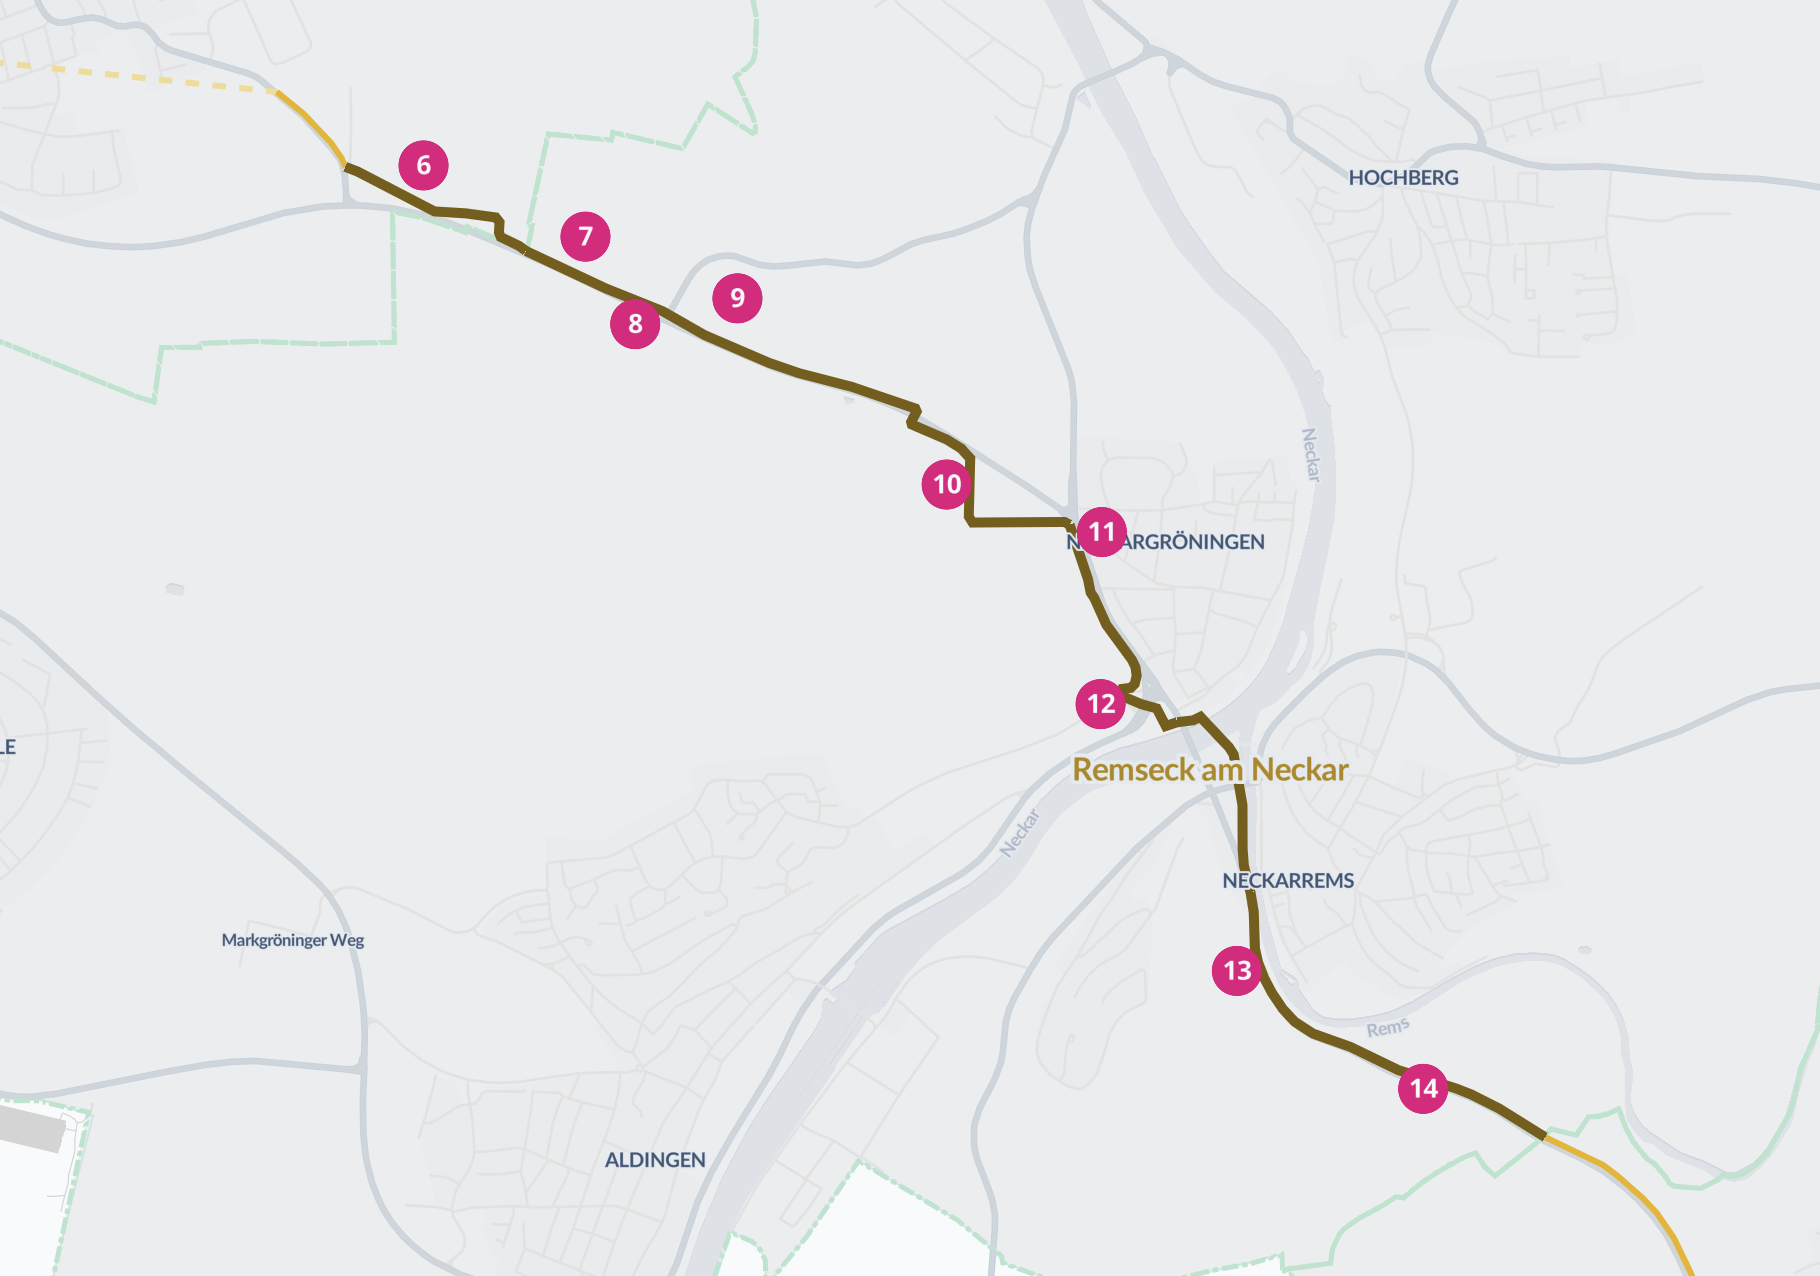 6
HOCHBERG
7
9
8
Neckar
10
11
12
LE
Remseck am Neckar
Neckar
NECKARREMS
Markgröninger Weg
13
Rems
14
ALDINGEN